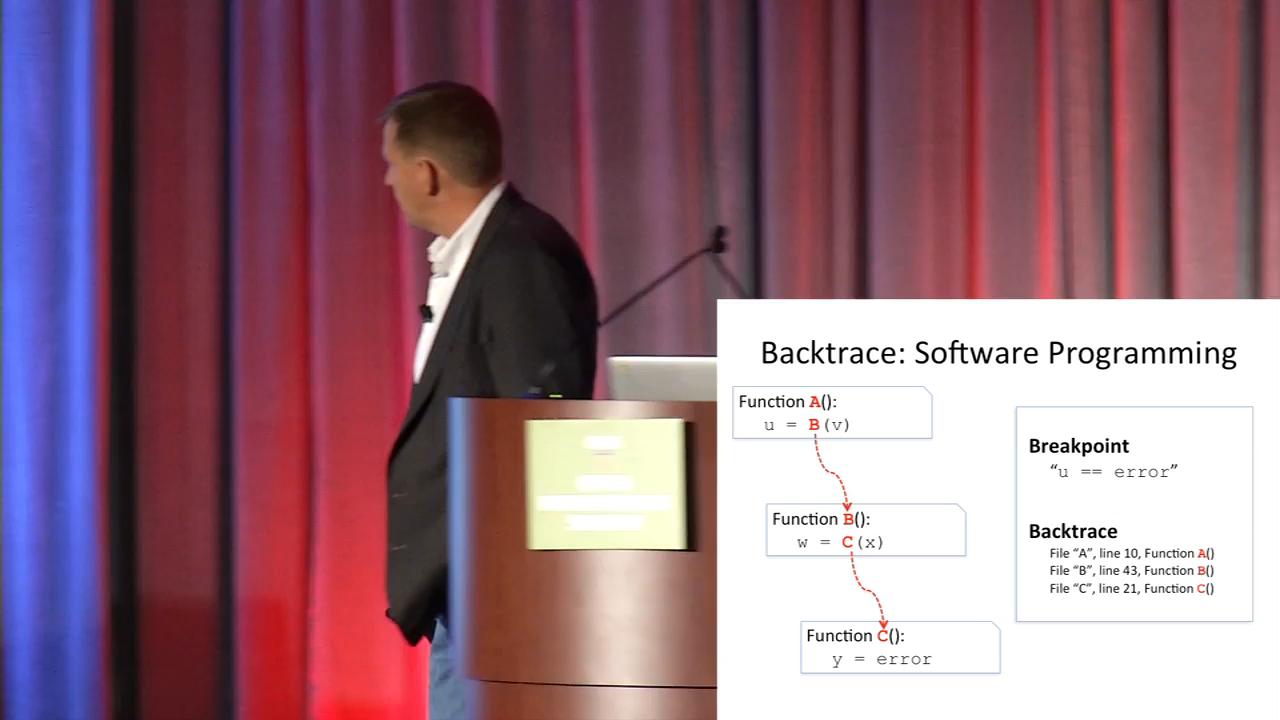 Backtrace: Software Programming
Function A():
u = B(v)
Function B():
w = C(x)
Function C():
y = error
Breakpoint
“u == error”
Backtrace
File “A”, line 10, Function A()
File “B”, line 43, Function B()
File “C”, line 21, Function C()